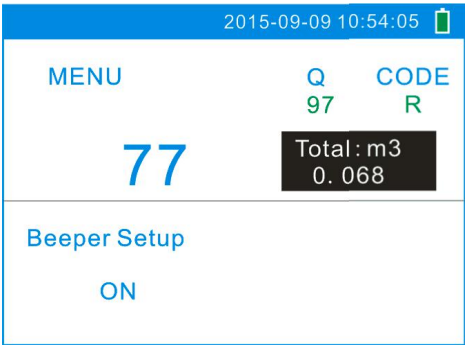 2015-09-09 10:54:05
MENU
Q
CODE
97
R
77
Total:m3
0.068
Beeper Setup
ON